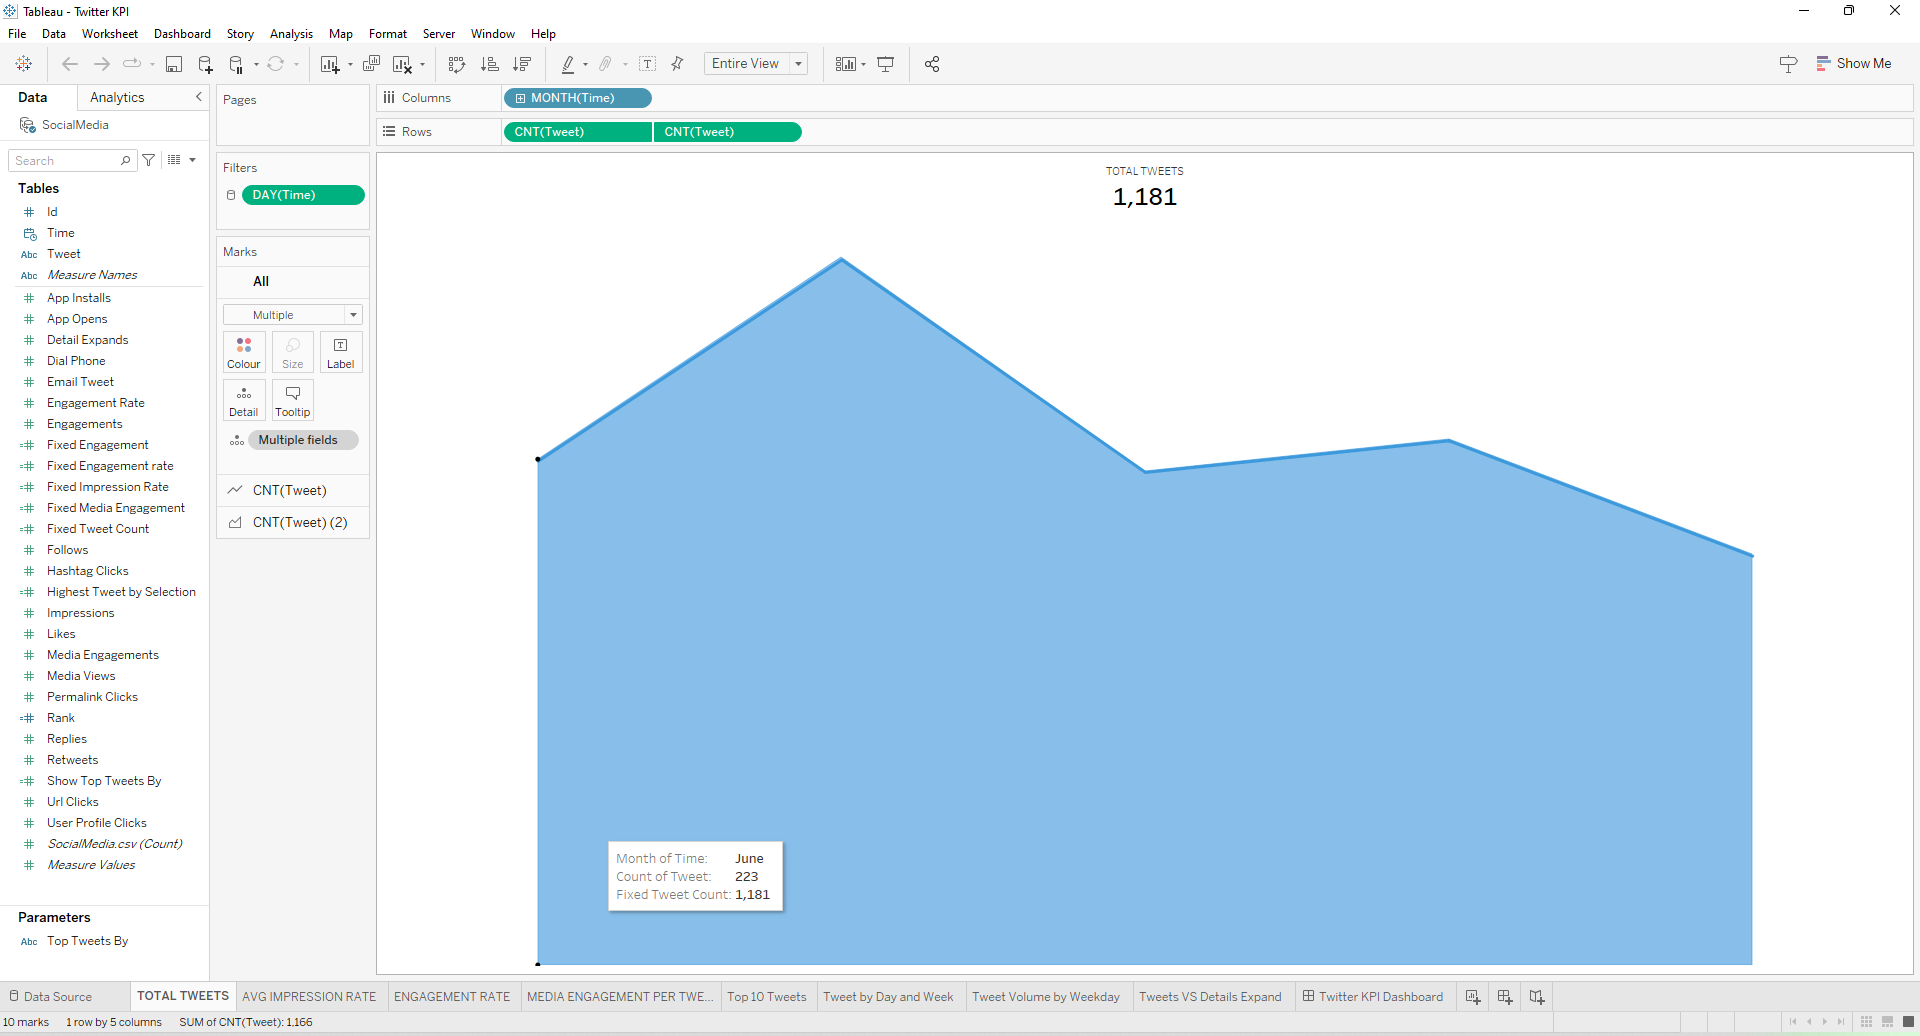 Tableau - Twitter KPI
File Data Worksheet Dashboard Story Analysis Map Format Server Window Help
Entire View
Show Me
Data Analytics
SocialMedia
Search
Tables
Id
Time
Abc Tweet
Abc Measure Names
App Installs
App Opens
Detail Expands
Dial Phone
Email Tweet
Engagement Rate
Engagements
Fixed Engagement
Fixed Engagement rate
Fixed Impression Rate
Fixed Media Engagement
Fixed Tweet Count
Follows
Hashtag Clicks
Highest Tweet by Selection
Impressions
Likes
Media Engagements
Media Views
Permalink Clicks
Rank
Replies
Retweets
Show Top Tweets By
Url Clicks
User Profile Clicks
SocialMedia.csv (Count)
Measure Values
Parameters
Abc Top Tweets By
Pages
Filters
DAY(Time)
Marks
All
Multiple
Colour Size Label
Detail Tooltip
Multiple fields
CNT(Tweet)
CNT(Tweet) (2)
Columns MONTH(Time)
Rows CNT(Tweet) CNT(Tweet)
TOTAL TWEETS
1,181
Month of Time: June
Count of Tweet: 223
Fixed Tweet Count: 1,181
Data Source TOTAL TWEETS AVG IMPRESSION RATE ENGAGEMENT RATE MEDIA ENGAGEMENT PER TWE... Top 10 Tweets Tweet by Day and Week Tweet Volume by Weekday Tweets VS Details Expand Twitter KPI Dashboard
10 marks 1 row by 5 columns SUM of CNT(Tweet): 1,166